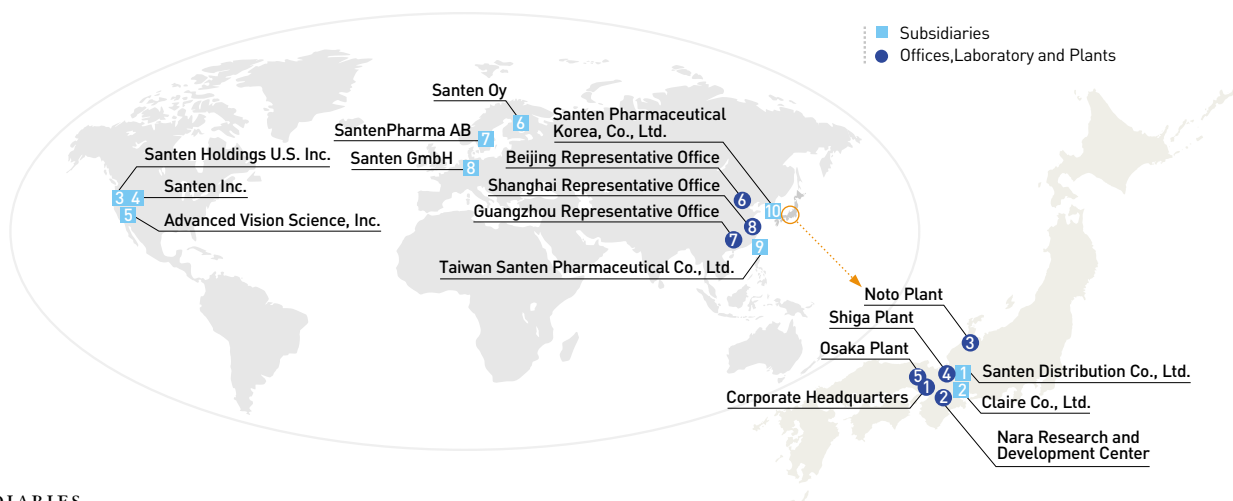 Subsidiaries
Offices,Laboratory and Plants
Santen Oy
6
Santen Pharmaceutical
Korea, Co., Ltd.
SantenPharma AB
7
Santen Holdings U.S. Inc.
Santen GmbH
8
Beijing Representative Office
6
3 4
Santen Inc.
Shanghai Representative Office
10
5
Advanced Vision Science, Inc.
Guangzhou Representative Office
8
7
9
Taiwan Santen Pharmaceutical Co., Ltd.
Noto Plant
Shiga Plant
3
Osaka Plant
5
4
1
Santen Distribution Co., Ltd.
Corporate Headquarters
1
2
2
Claire Co., Ltd.
Nara Research and
Development Center
DIARIES